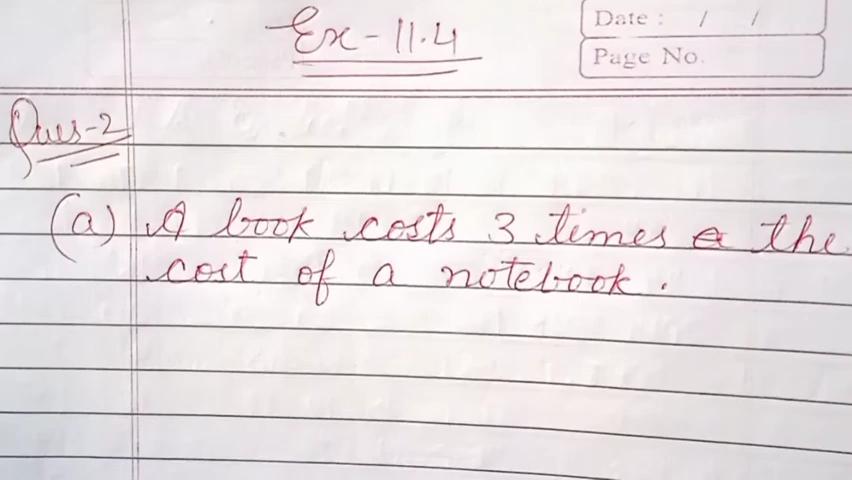 Ex - 11.4
Date : / /
Page No.
Ques-2
(a) A book costs 3 times a the
cost of a notebook.